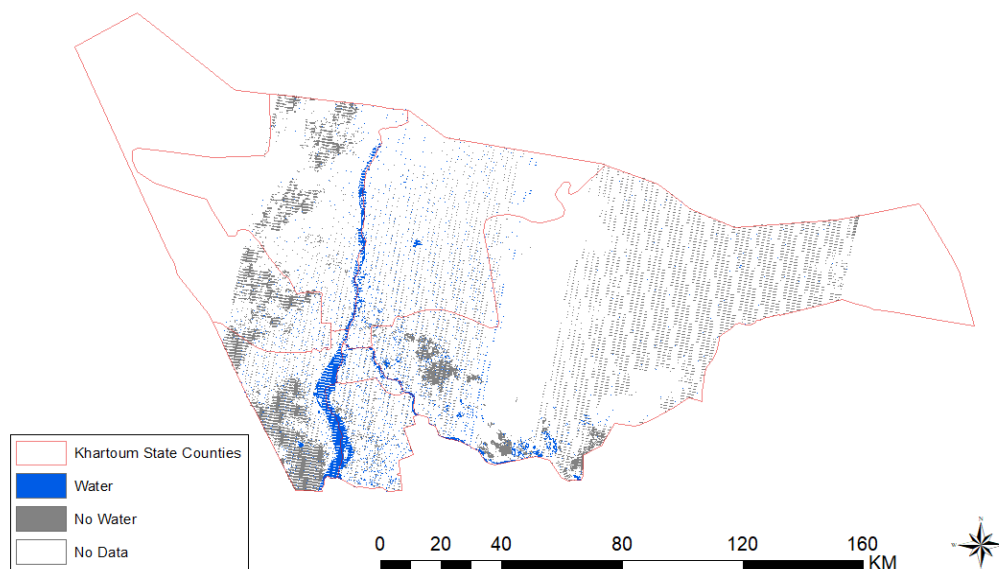 Khartoum State Counties
Water
No Water
No Data
0 20 40 80 120 160
KM
N
W E
S